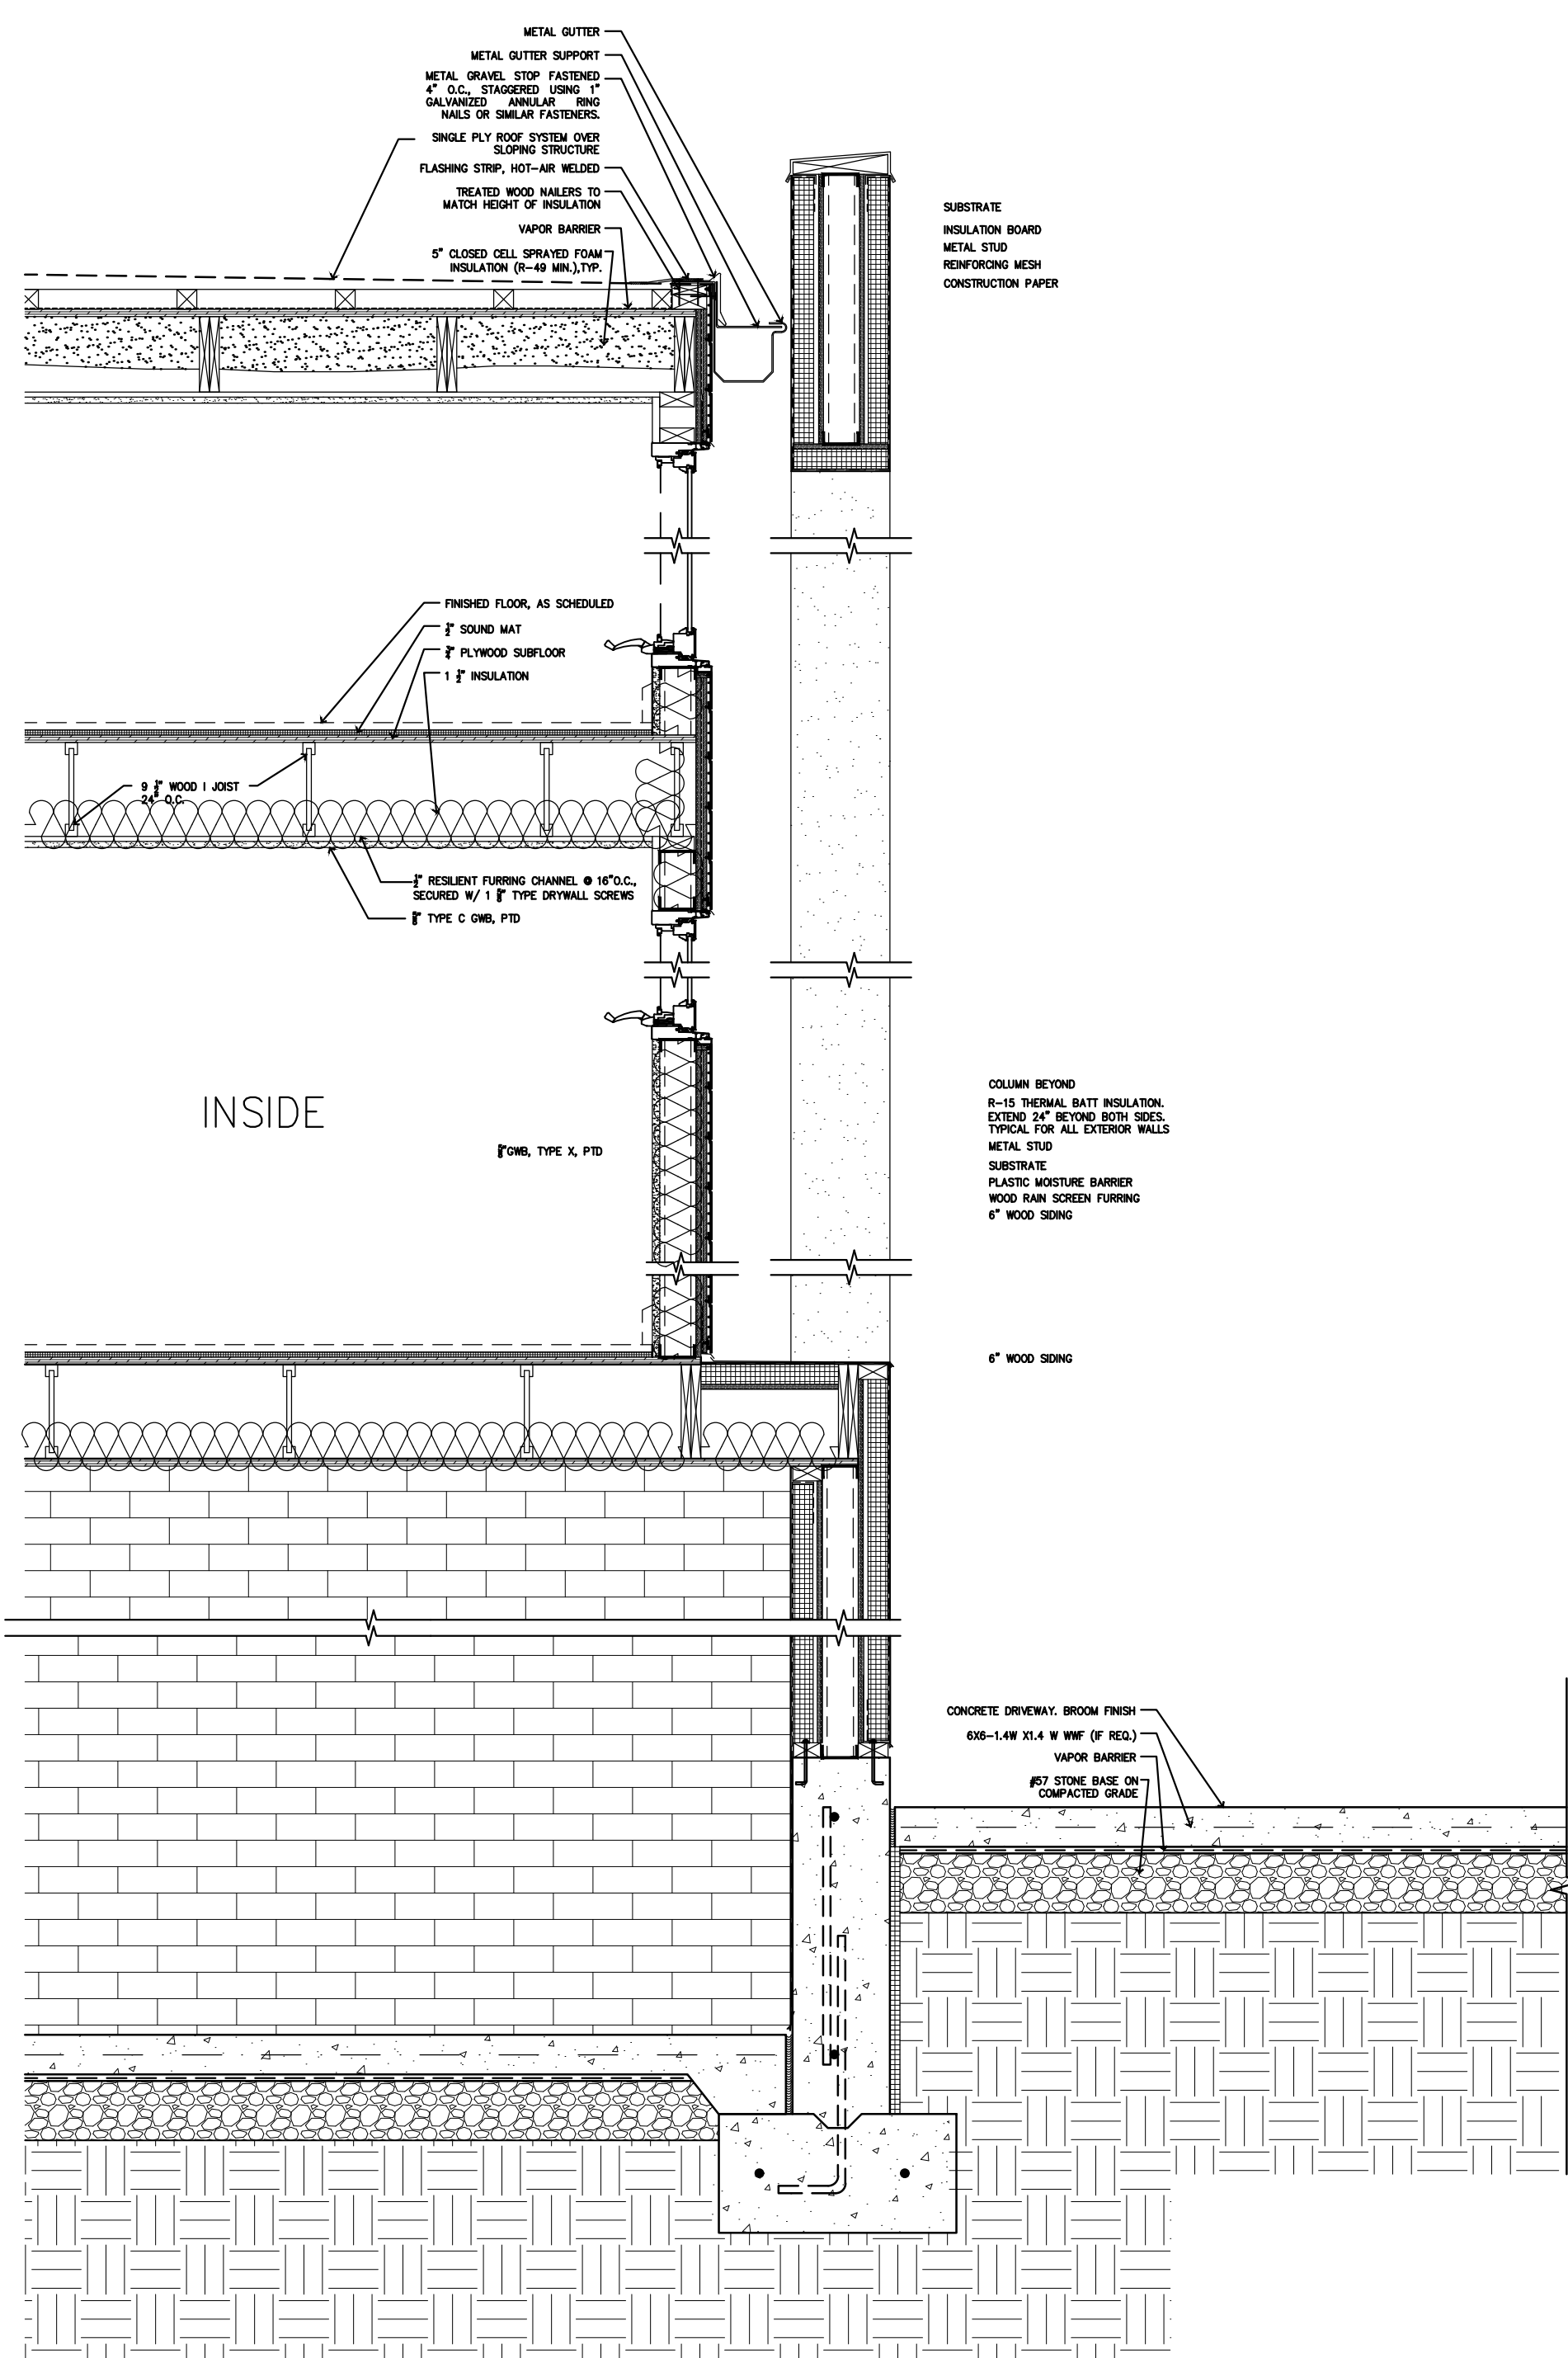 METAL GUTTER
METAL GUTTER SUPPORT
METAL GRAVEL STOP FASTENED
4" O.C., STAGGERED USING 1"
GALVANIZED ANNULAR RING
NAILS OR SIMILAR FASTENERS.
SINGLE PLY ROOF SYSTEM OVER
SLOPING STRUCTURE
FLASHING STRIP, HOT-AIR WELDED
TREATED WOOD NAILERS TO
MATCH HEIGHT OF INSULATION
VAPOR BARRIER
5" CLOSED CELL SPRAYED FOAM
INSULATION (R-49 MIN.),TYP.
SUBSTRATE
INSULATION BOARD
METAL STUD
REINFORCING MESH
CONSTRUCTION PAPER
FINISHED FLOOR, AS SCHEDULED
1/2" SOUND MAT
3/4" PLYWOOD SUBFLOOR
1 1/2" INSULATION
9 1/2" WOOD I JOIST
24" O.C.
1/2" RESILIENT FURRING CHANNEL @ 16"O.C.,
SECURED W/ 1 5/8" TYPE DRYWALL SCREWS
5/8" TYPE C GWB, PTD
INSIDE
5/8"GWB, TYPE X, PTD
COLUMN BEYOND
R-15 THERMAL BATT INSULATION.
EXTEND 24" BEYOND BOTH SIDES.
TYPICAL FOR ALL EXTERIOR WALLS
METAL STUD
SUBSTRATE
PLASTIC MOISTURE BARRIER
WOOD RAIN SCREEN FURRING
6" WOOD SIDING
6" WOOD SIDING
CONCRETE DRIVEWAY. BROOM FINISH
6X6-1.4W X1.4 W WWF (IF REQ.)
VAPOR BARRIER
#57 STONE BASE ON
COMPACTED GRADE